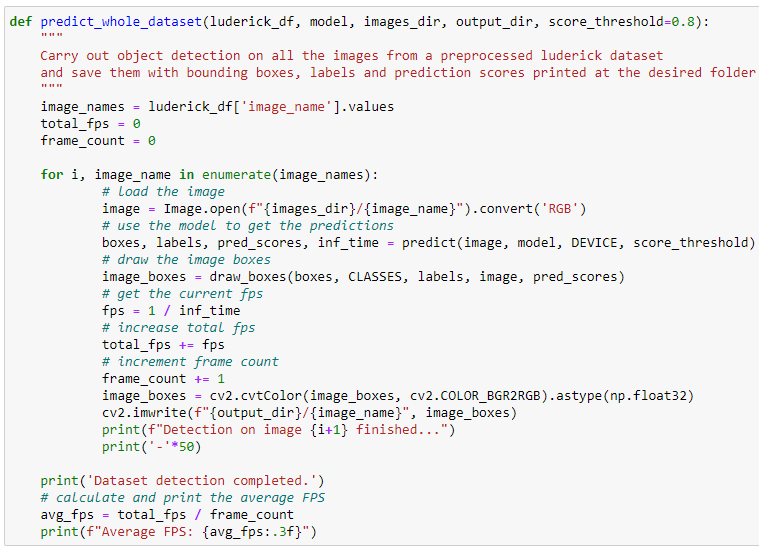 def predict_whole_dataset(luderick_df, model, images_dir, output_dir, score_threshold=0.8):
    """
    Carry out object detection on all the images from a preprocessed luderick dataset
    and save them with bounding boxes, labels and prediction scores printed at the desired folder
    """
    image_names = luderick_df['image_name'].values
    total_fps = 0
    frame_count = 0

    for i, image_name in enumerate(image_names):
            # load the image
            image = Image.open(f"{images_dir}/{image_name}").convert('RGB')
            # use the model to get the predictions
            boxes, labels, pred_scores, inf_time = predict(image, model, DEVICE, score_threshold)
            # draw the image boxes
            image_boxes = draw_boxes(boxes, CLASSES, labels, image, pred_scores)
            # get the current fps
            fps = 1 / inf_time
            # increase total fps
            total_fps += fps
            # increment frame count
            frame_count += 1
            image_boxes = cv2.cvtColor(image_boxes, cv2.COLOR_BGR2RGB).astype(np.float32)
            cv2.imwrite(f"{output_dir}/{image_name}", image_boxes)
            print(f"Detection on image {i+1} finished...")
            print('-'*50)

    print('Dataset detection completed.')
    # calculate and print the average FPS
    avg_fps = total_fps / frame_count
    print(f"Average FPS: {avg_fps:.3f}")